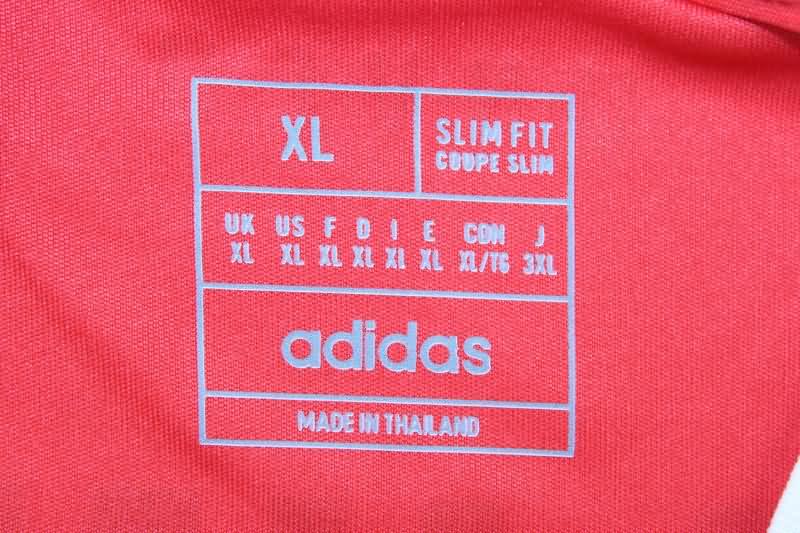 XL
SLIM FIT
COUPE SLIM
UK US F D I E CDN J
XL XL XL XL XL XL XL/TG 3XL
adidas
MADE IN THAILAND